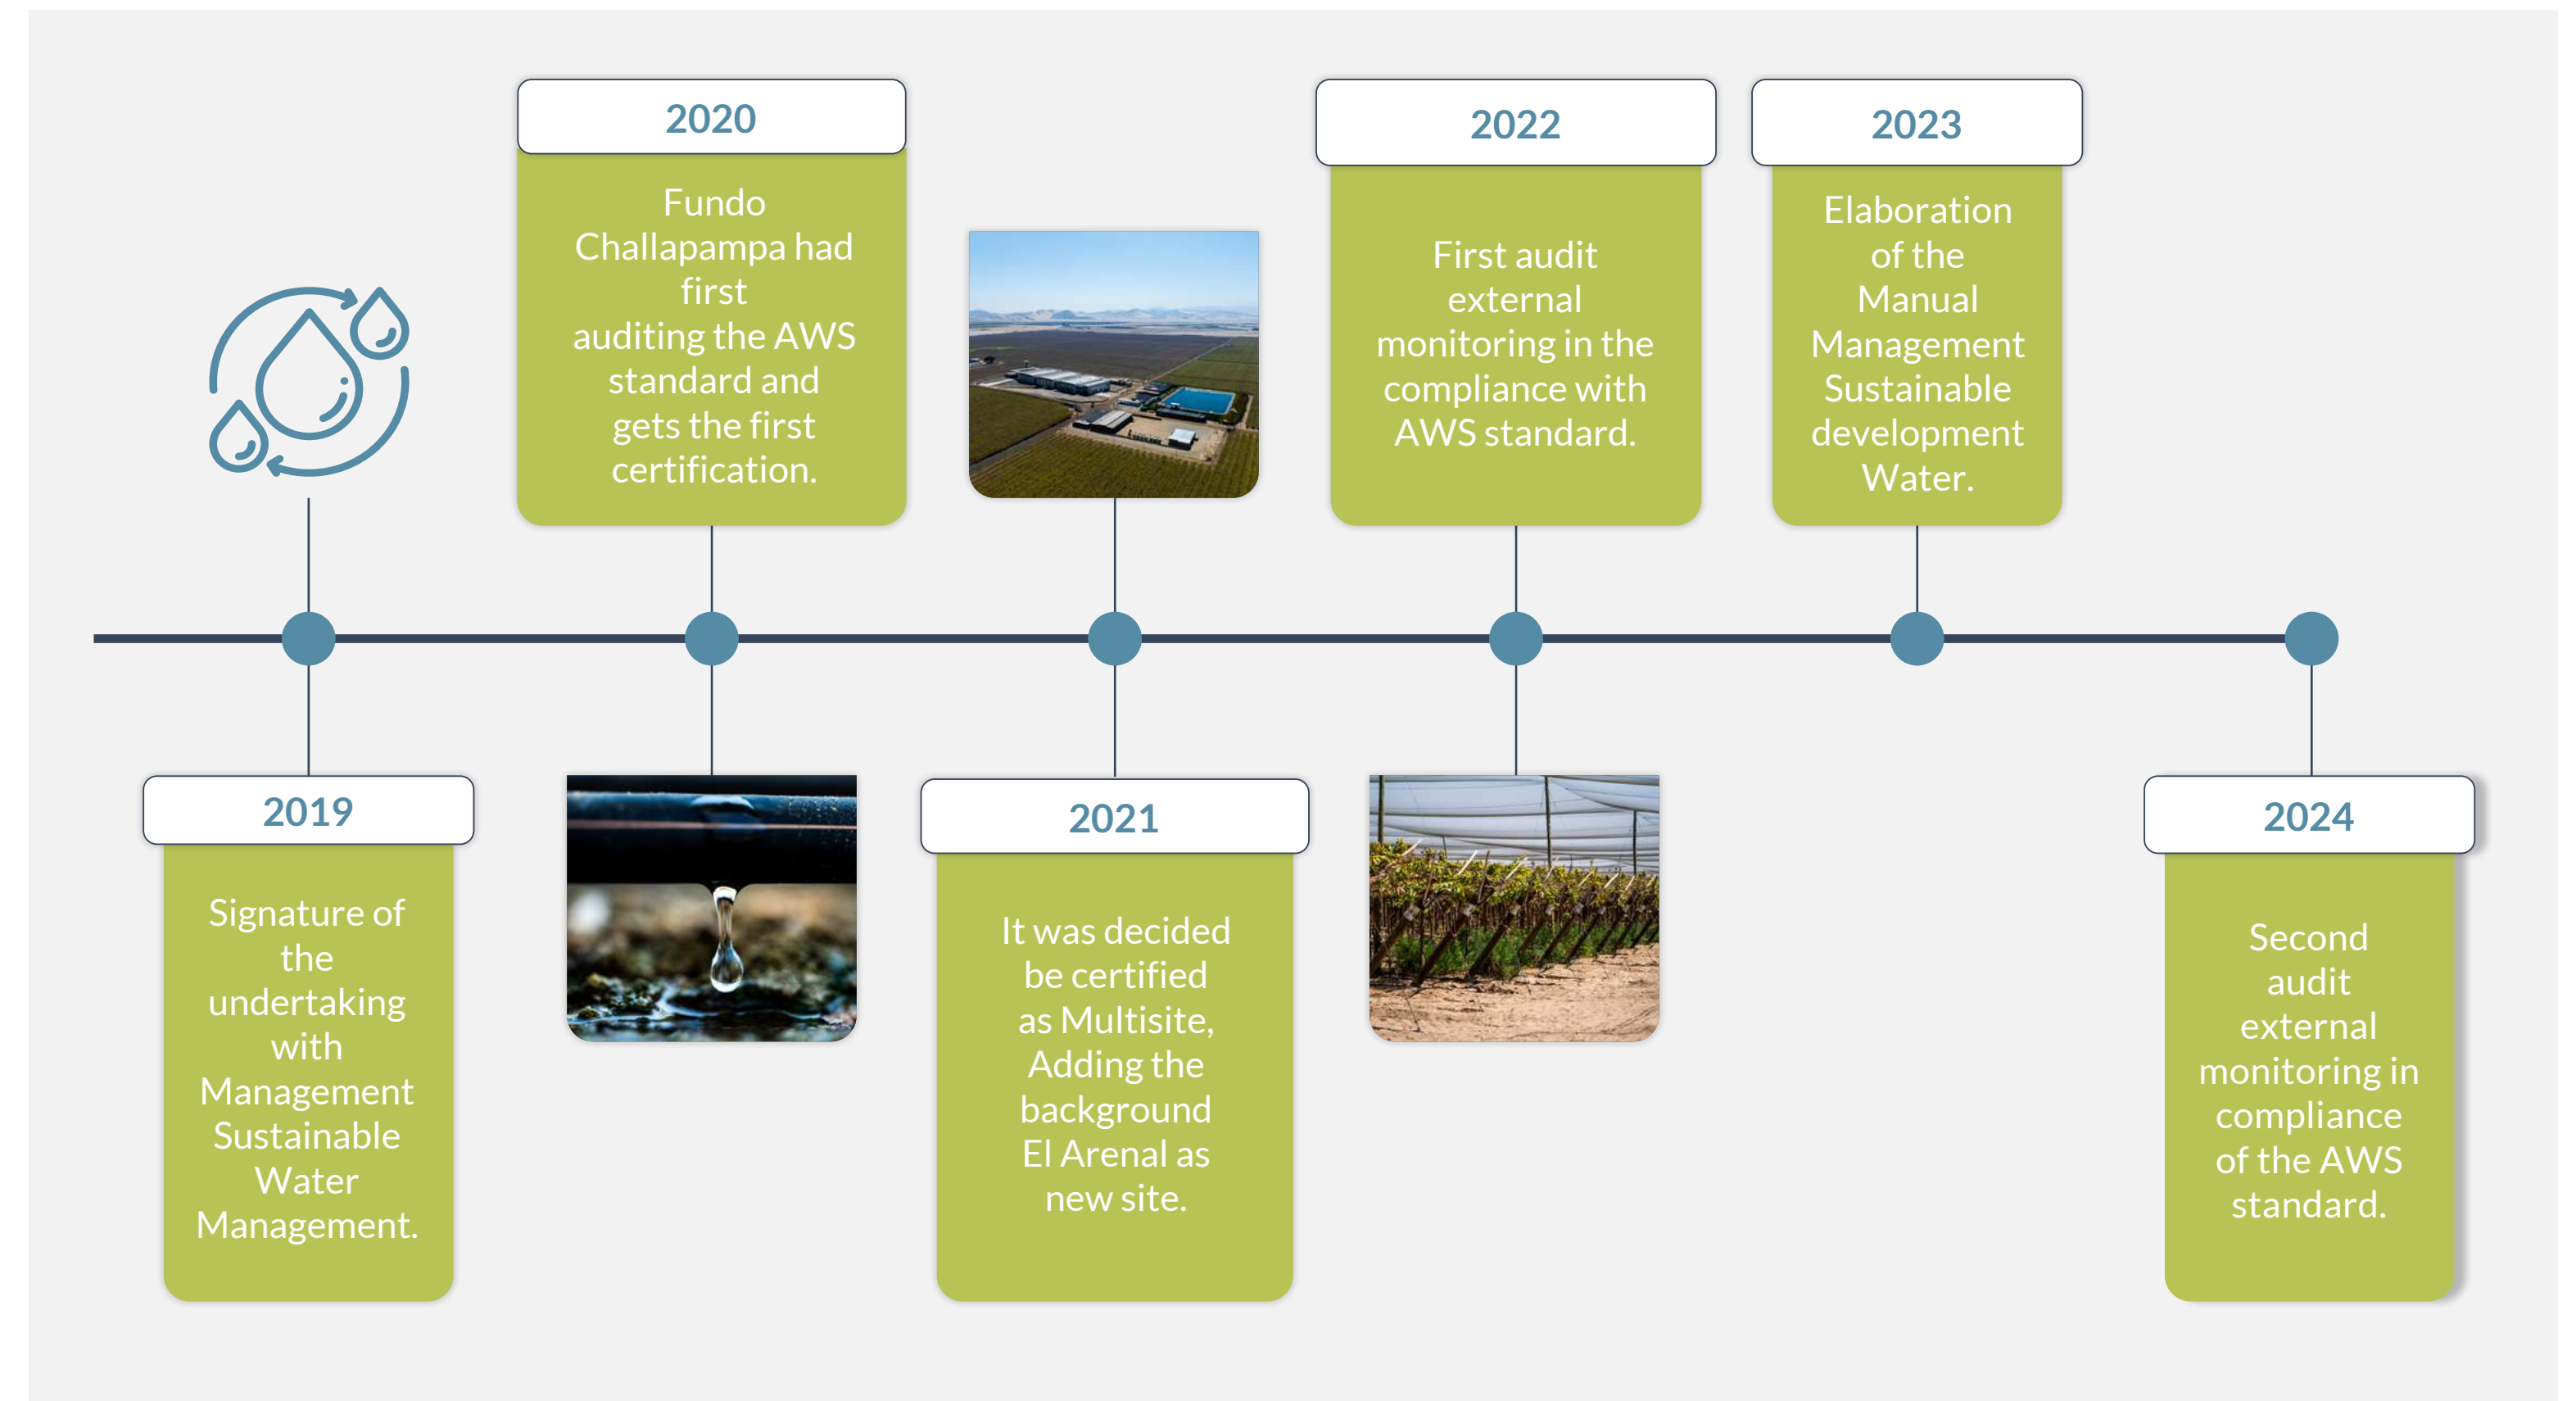 2020
Fundo
Challapampa had
first
auditing the AWS
standard and
gets the first
certification.
2022
First audit
external
monitoring in the
compliance with
AWS standard.
2023
Elaboration
of the
Manual
Management
Sustainable
development
Water.
2019
Signature of
the
undertaking
with
Management
Sustainable
Water
Management.
2021
It was decided
be certified
as Multisite,
Adding the
background
El Arenal as
new site.
2024
Second
audit
external
monitoring in
compliance
of the AWS
standard.